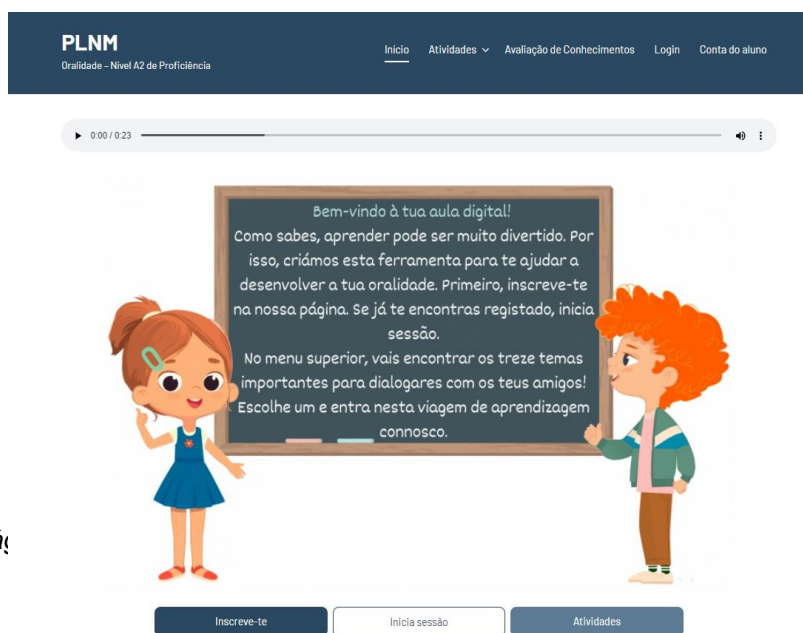 PLNM
Oralidade – Nível A2 de Proficiência
Início Atividades Avaliação de Conhecimentos Login Conta do aluno
0:00 / 0:23
Bem-vindo à tua aula digital!
Como sabes, aprender pode ser muito divertido. Por
isso, criámos esta ferramenta para te ajudar a
desenvolver a tua oralidade. Primeiro, inscreve-te
na nossa página. Se já te encontras registado, inicia
sessão.
No menu superior, vais encontrar os treze temas
importantes para dialogares com os teus amigos!
Escolhe um e entra nesta viagem de aprendizagem
connosco.
Inscreve-te Inicia sessão Atividades